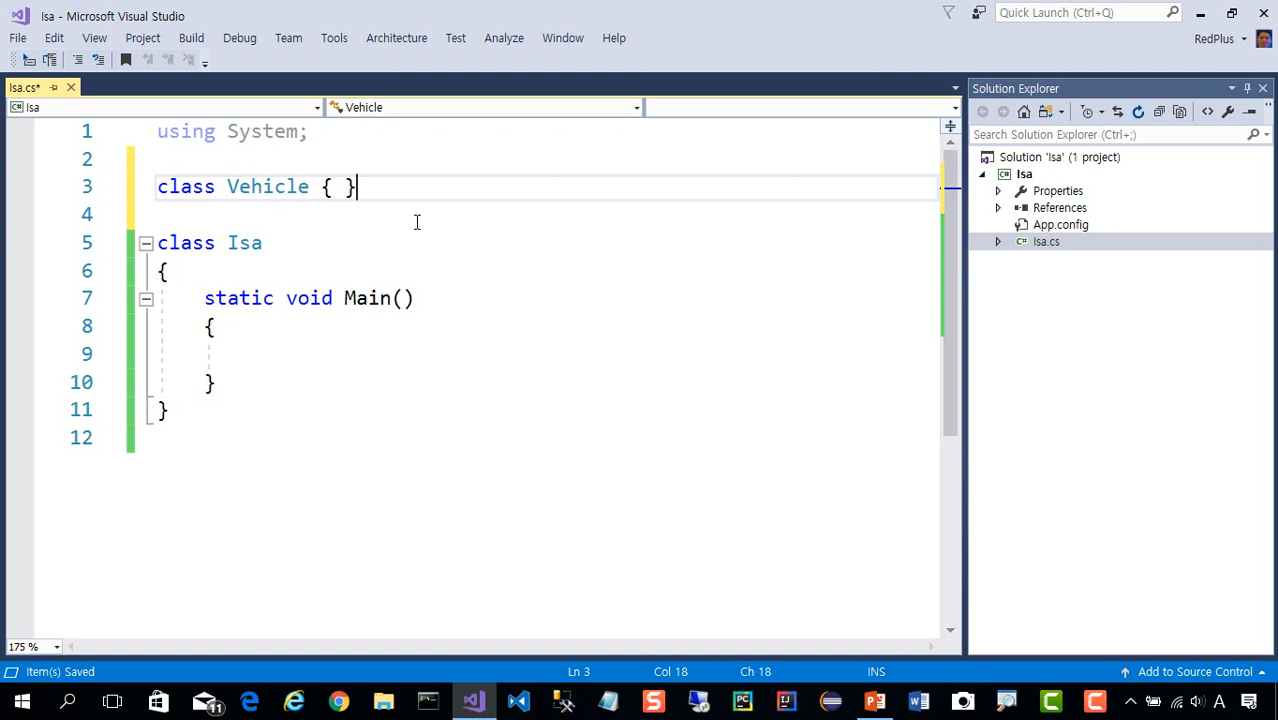 Isa - Microsoft Visual Studio
Quick Launch (Ctrl+Q)
File Edit View Project Build Debug Team Tools Architecture Test Analyze Window Help
RedPlus
Isa.cs*
Isa
Vehicle
1 using System;
2
3 class Vehicle { }
4
5 class Isa
6 {
7 static void Main()
8 {
9
10 }
11 }
12
175 %
Solution Explorer
Search Solution Explorer (Ctrl+;)
Solution 'Isa' (1 project)
Isa
Properties
References
App.config
Isa.cs
Item(s) Saved
Ln 3
Col 18
Ch 18
INS
Add to Source Control
11
A